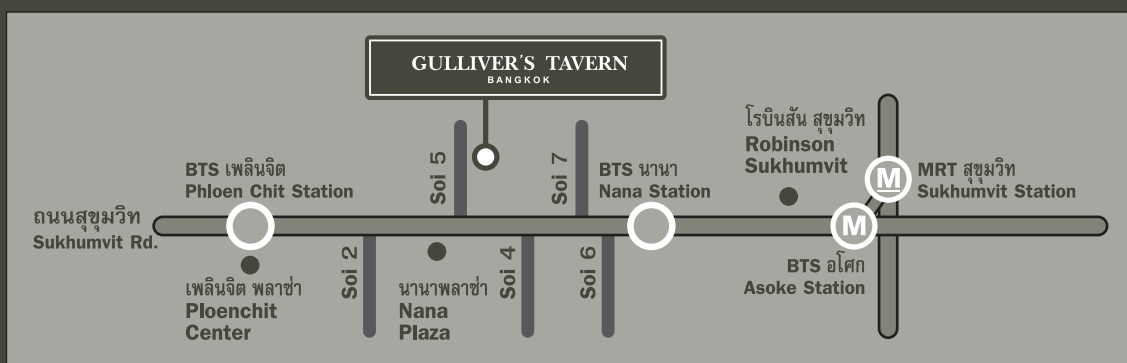 GULLIVER'S TAVERN
BANGKOK
ถนนสุขุมวิท
Sukhumvit Rd.
BTS เพลินจิต
Phloen Chit Station
เพลินจิต พลาซ่า
Ploenchit
Center
Soi 2
Soi 5
นานาพลาซ่า
Nana
Plaza
Soi 4
Soi 7
Soi 6
BTS นานา
Nana Station
โรบินสัน สุขุมวิท
Robinson
Sukhumvit
M
MRT สุขุมวิท
Sukhumvit Station
M
BTS อโศก
Asoke Station